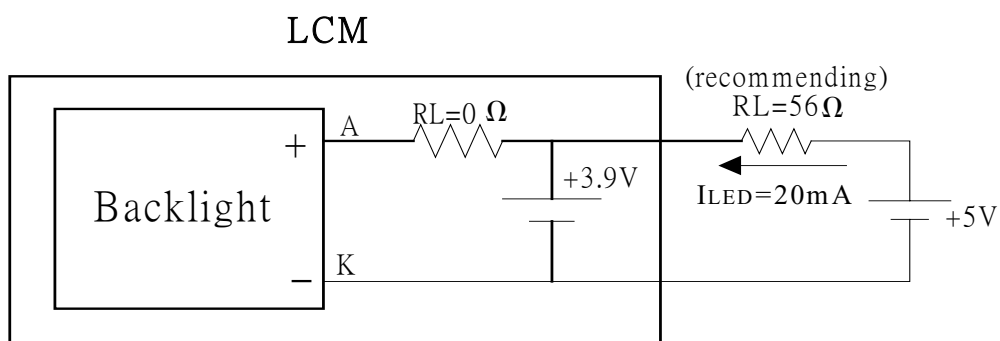 LCM
(recommending)
RL=56Ω
RL=0 Ω
A
+
+3.9V
ILED=20mA
Backlight
+5V
K
−